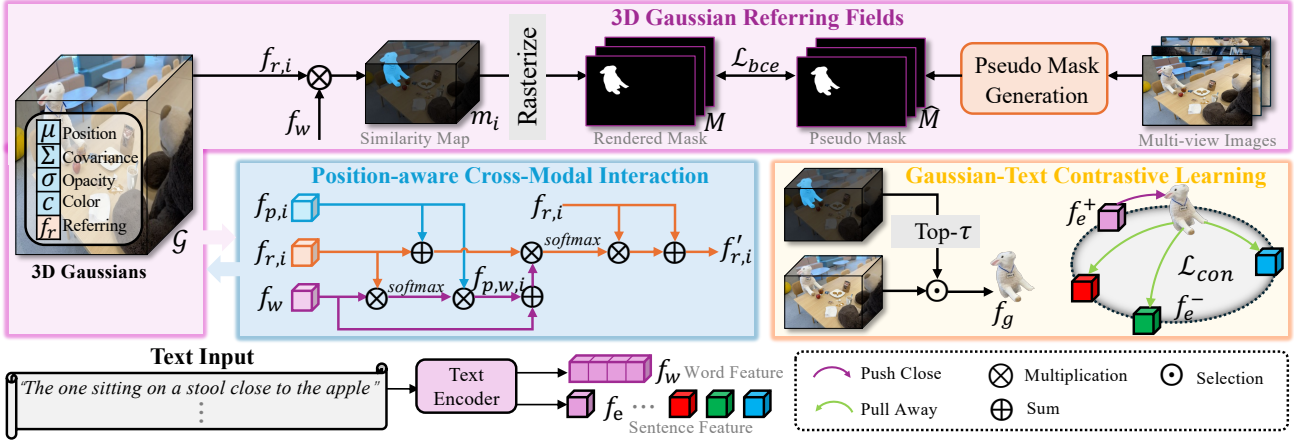 3D Gaussian Referring Fields
f_{r,i}
f_w
m_i
Similarity Map
Rasterize
M
Rendered Mask
\mathcal{L}_{bce}
\hat{M}
Pseudo Mask
Pseudo Mask
Generation
Multi-view Images
μ Position
Σ Covariance
σ Opacity
c Color
f_r Referring
3D Gaussians
𝒢
Position-aware Cross-Modal Interaction
f_{p,i}
f_{r,i}
f_w
softmax
f_{p,w,i}
f_{r,i}
softmax
f'_{r,i}
Gaussian-Text Contrastive Learning
Top-τ
f_g
f_e^+
\mathcal{L}_{con}
f_e^-
Text Input
"The one sitting on a stool close to the apple"
⋮
Text
Encoder
f_w Word Feature
f_e ...
Sentence Feature
Push Close
Multiplication
Selection
Pull Away
Sum